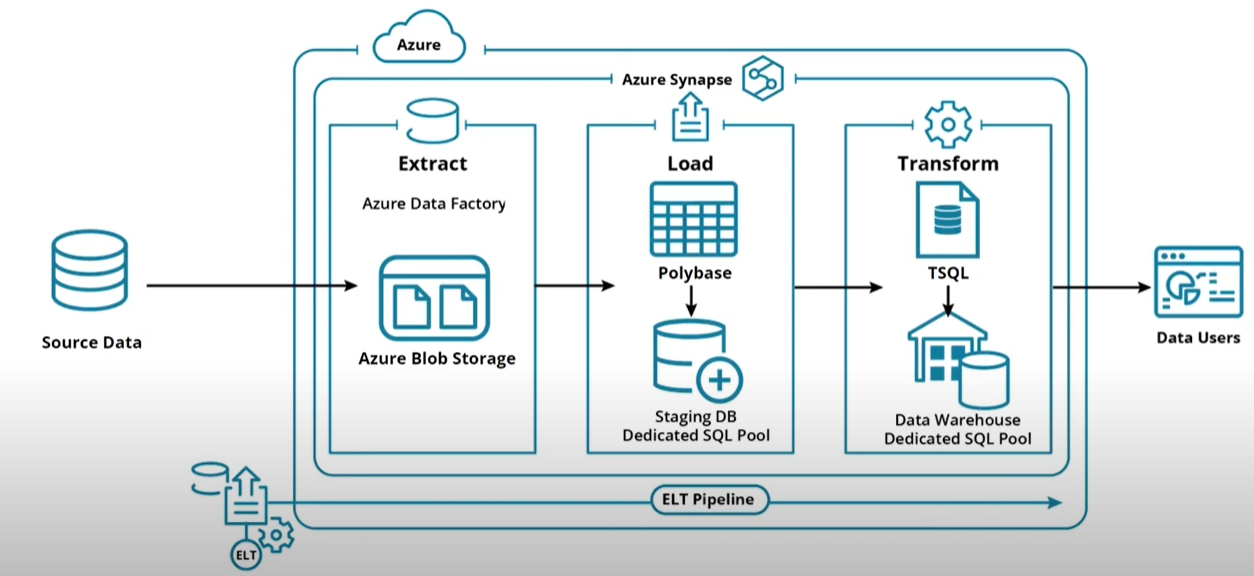 Azure
Azure Synapse
Extract
Load
Transform
Azure Data Factory
Polybase
TSQL
Source Data
Azure Blob Storage
Data Users
Staging DB
Dedicated SQL Pool
Data Warehouse
Dedicated SQL Pool
ELT Pipeline
ELT